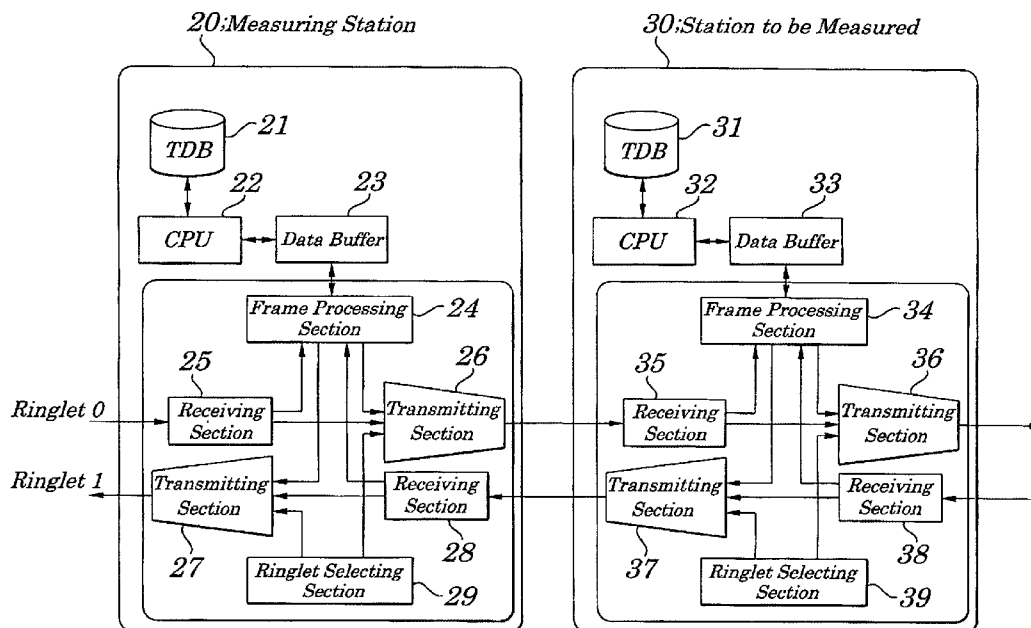 20;Measuring Station
30;Station to be Measured
21
TDB
22
CPU
23
Data Buffer
Frame Processing
Section
24
25
Receiving
Section
26
Transmitting
Section
Ringlet 0
Ringlet 1
Transmitting
Section
27
Receiving
Section
28
Ringlet Selecting
Section
29
31
TDB
32
CPU
33
Data Buffer
Frame Processing
Section
34
35
Receiving
Section
36
Transmitting
Section
Transmitting
Section
37
Receiving
Section
38
Ringlet Selecting
Section
39